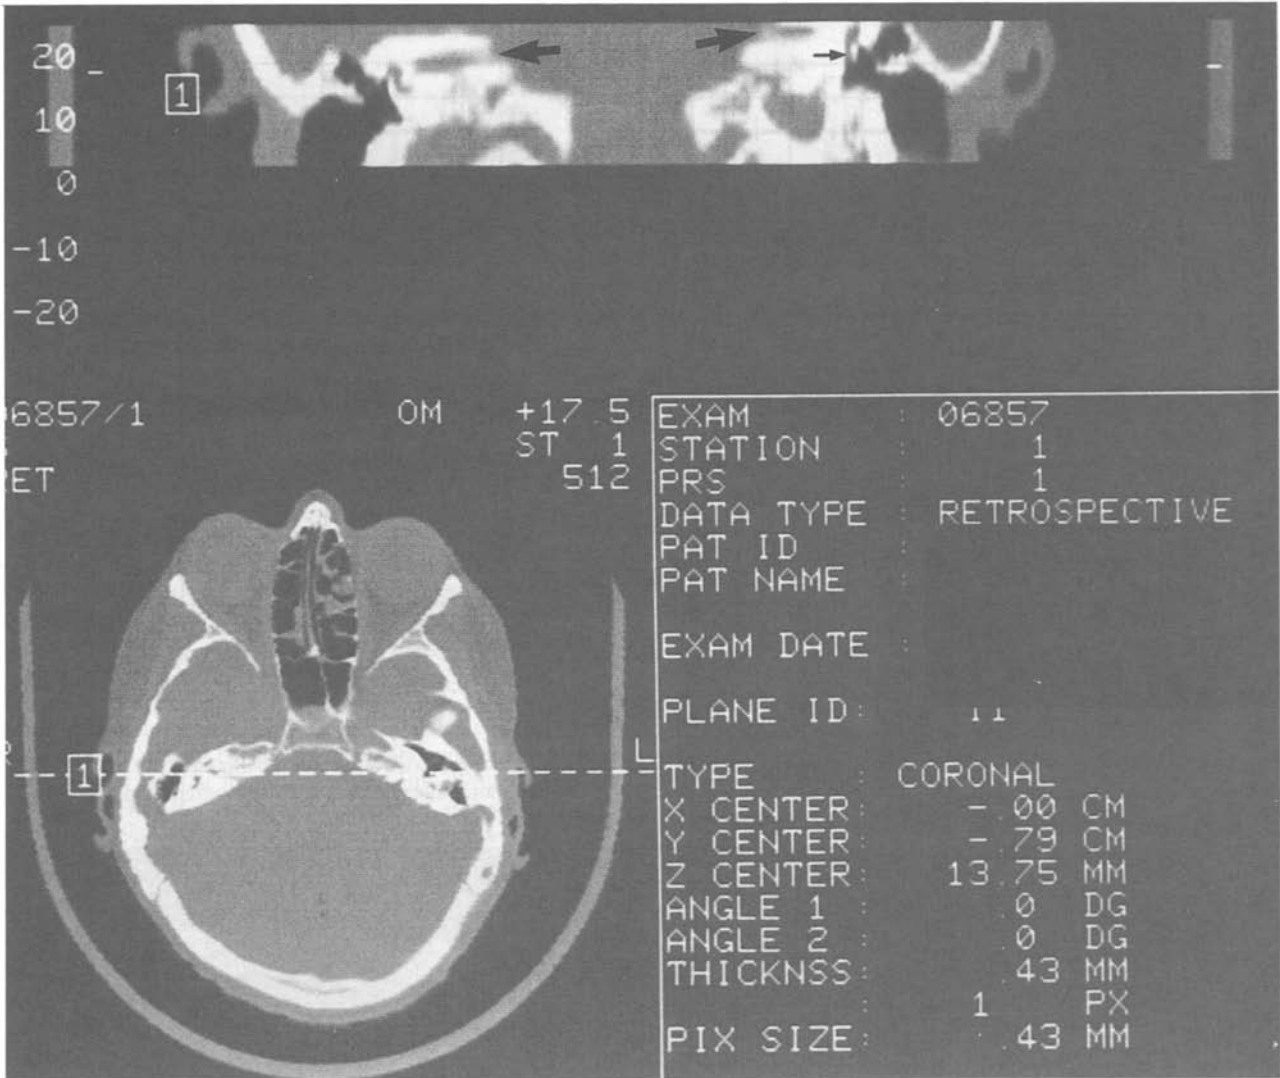 20
1
10
0
-10
-20
6857/1 OM +17.5
ST 1
ET 512
EXAM : 06857
STATION 1
PRS 1
DATA TYPE : RETROSPECTIVE
PAT ID :
PAT NAME
EXAM DATE :
PLANE ID: 11
TYPE : CORONAL
X CENTER: -.00 CM
Y CENTER: -.79 CM
Z CENTER: 13.75 MM
ANGLE 1 : 0 DG
ANGLE 2 : 0 DG
THICKNSS: .43 MM
: 1 PX
PIX SIZE: .43 MM
R 1 L